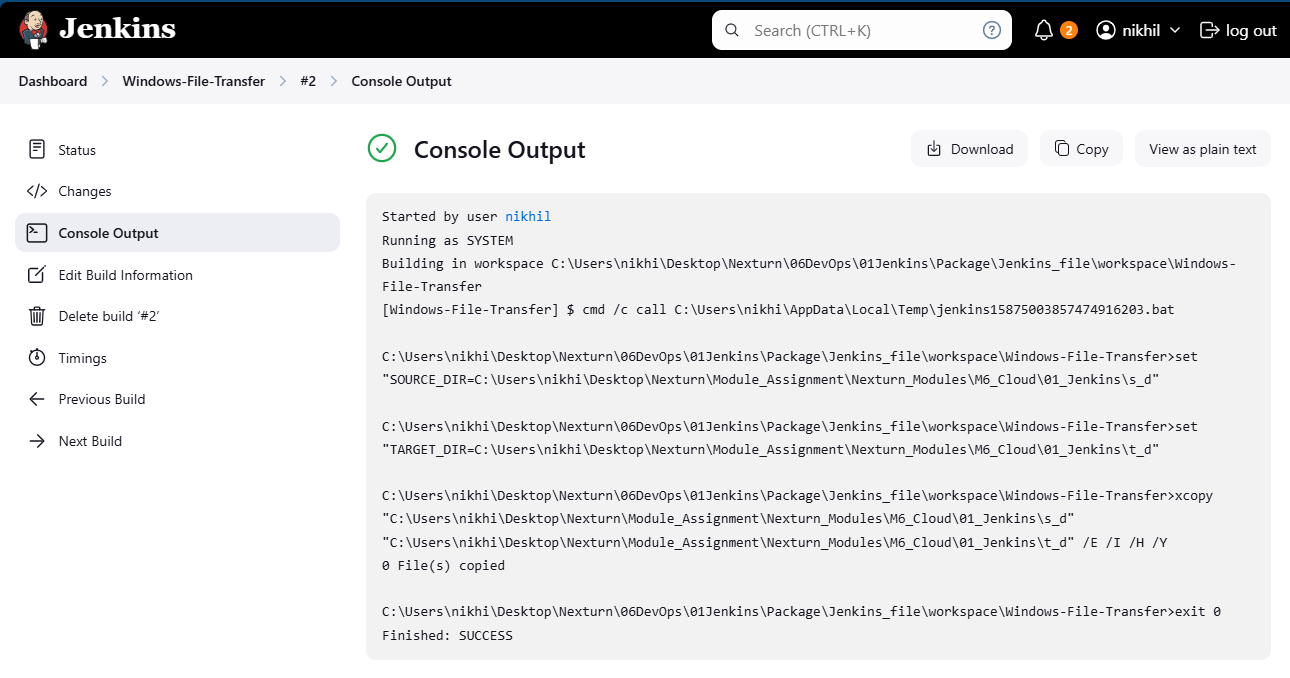 Jenkins
Search (CTRL+K)
2
nikhil
log out
Dashboard
Windows-File-Transfer
#2
Console Output
Status
Changes
Console Output
Edit Build Information
Delete build ‘#2’
Timings
Previous Build
Next Build
Console Output
Download
Copy
View as plain text
Started by user nikhil
Running as SYSTEM
Building in workspace C:\Users\nikhi\Desktop\Nexturn\06DevOps\01Jenkins\Package\Jenkins_file\workspace\Windows-
File-Transfer
[Windows-File-Transfer] $ cmd /c call C:\Users\nikhi\AppData\Local\Temp\jenkins15875003857474916203.bat
C:\Users\nikhi\Desktop\Nexturn\06DevOps\01Jenkins\Package\Jenkins_file\workspace\Windows-File-Transfer>set
"SOURCE_DIR=C:\Users\nikhi\Desktop\Nexturn\Module_Assignment\Nexturn_Modules\M6_Cloud\01_Jenkins\s_d"
C:\Users\nikhi\Desktop\Nexturn\06DevOps\01Jenkins\Package\Jenkins_file\workspace\Windows-File-Transfer>set
"TARGET_DIR=C:\Users\nikhi\Desktop\Nexturn\Module_Assignment\Nexturn_Modules\M6_Cloud\01_Jenkins\t_d"
C:\Users\nikhi\Desktop\Nexturn\06DevOps\01Jenkins\Package\Jenkins_file\workspace\Windows-File-Transfer>xcopy
"C:\Users\nikhi\Desktop\Nexturn\Module_Assignment\Nexturn_Modules\M6_Cloud\01_Jenkins\s_d"
"C:\Users\nikhi\Desktop\Nexturn\Module_Assignment\Nexturn_Modules\M6_Cloud\01_Jenkins\t_d" /E /I /H /Y
0 File(s) copied
C:\Users\nikhi\Desktop\Nexturn\06DevOps\01Jenkins\Package\Jenkins_file\workspace\Windows-File-Transfer>exit 0
Finished: SUCCESS